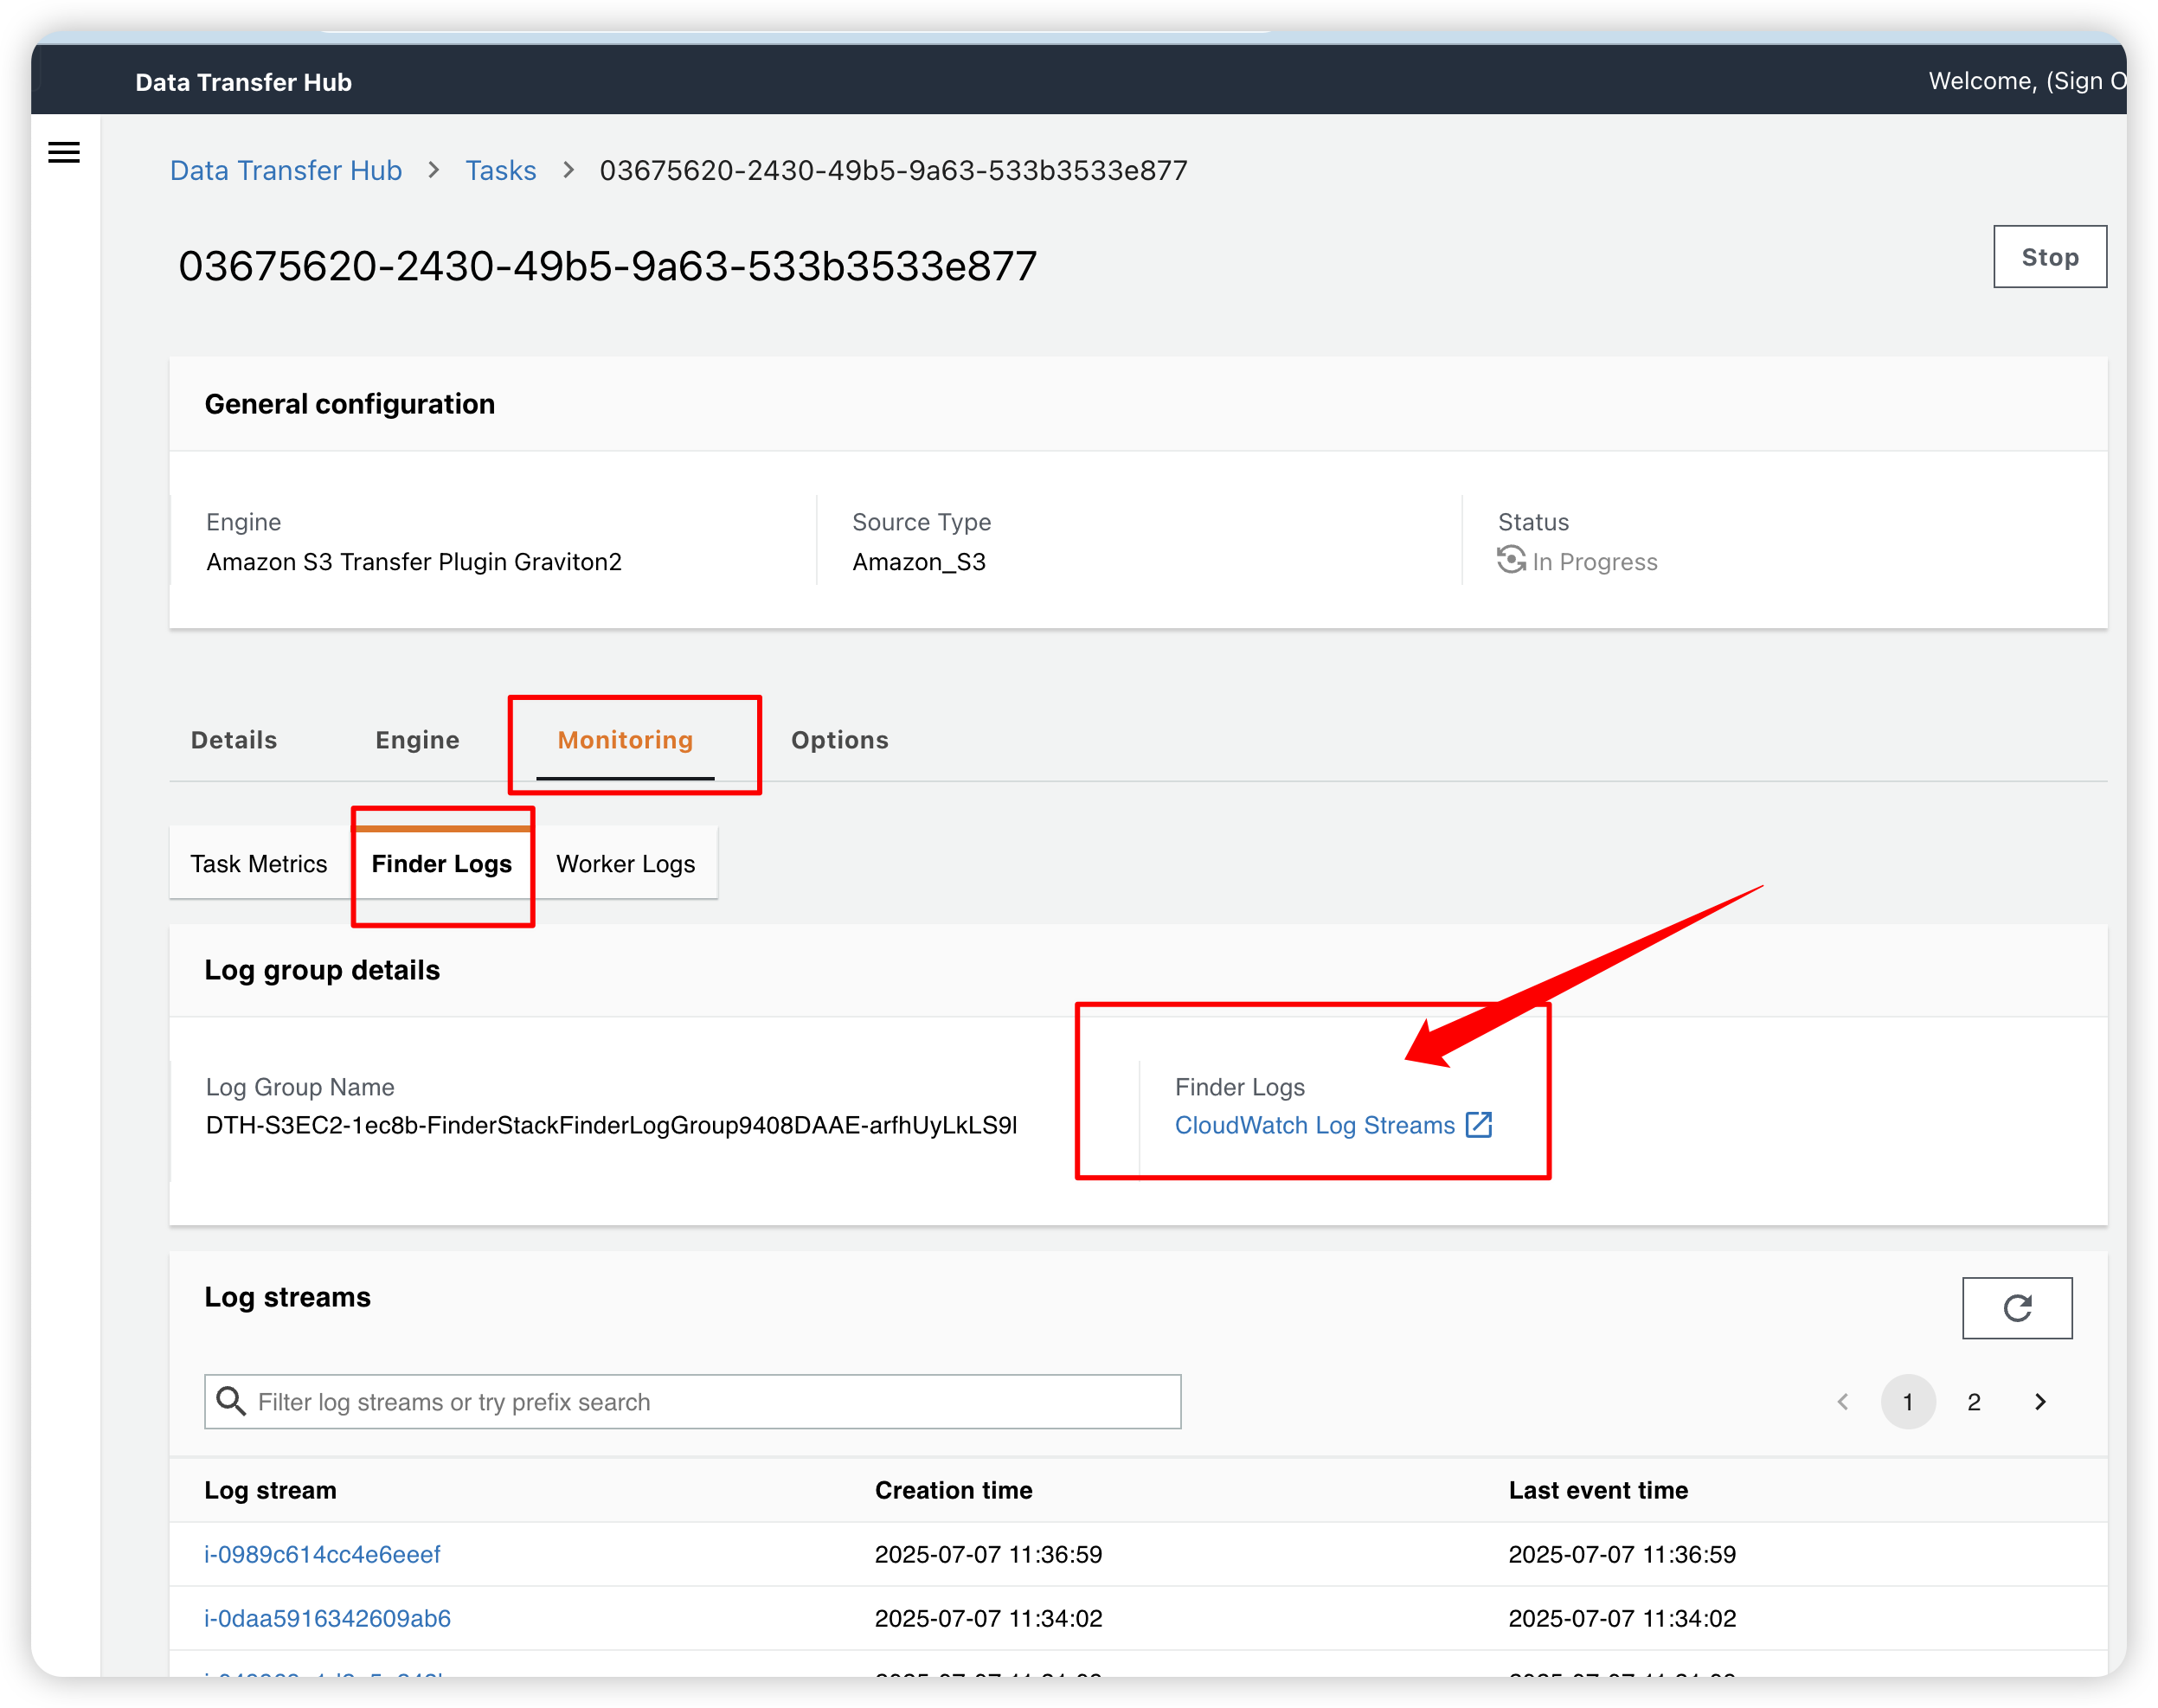 Data Transfer Hub
Welcome, (Sign O
Data Transfer Hub > Tasks > 03675620-2430-49b5-9a63-533b3533e877
03675620-2430-49b5-9a63-533b3533e877
Stop
General configuration
Engine
Amazon S3 Transfer Plugin Graviton2
Source Type
Amazon_S3
Status
In Progress
Details
Engine
Monitoring
Options
Task Metrics
Finder Logs
Worker Logs
Log group details
Log Group Name
DTH-S3EC2-1ec8b-FinderStackFinderLogGroup9408DAAE-arfhUyLkLS9l
Finder Logs
CloudWatch Log Streams
Log streams
Filter log streams or try prefix search
1 2
Log stream Creation time Last event time
i-0989c614cc4e6eeef 2025-07-07 11:36:59 2025-07-07 11:36:59
i-0daa5916342609ab6 2025-07-07 11:34:02 2025-07-07 11:34:02